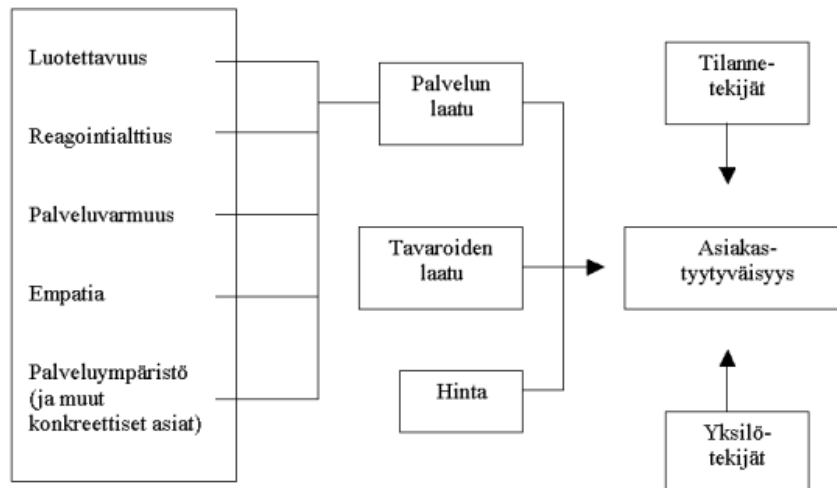 Luotettavuus
Reagointialttius
Palveluvarmuus
Empatia
Palveluympäristö
(ja muut
konkreettiset asiat)
Palvelun
laatu
Tavaroiden
laatu
Hinta
Tilanne-
tekijät
Asiakas-
tyytyväisyys
Yksilö-
tekijät